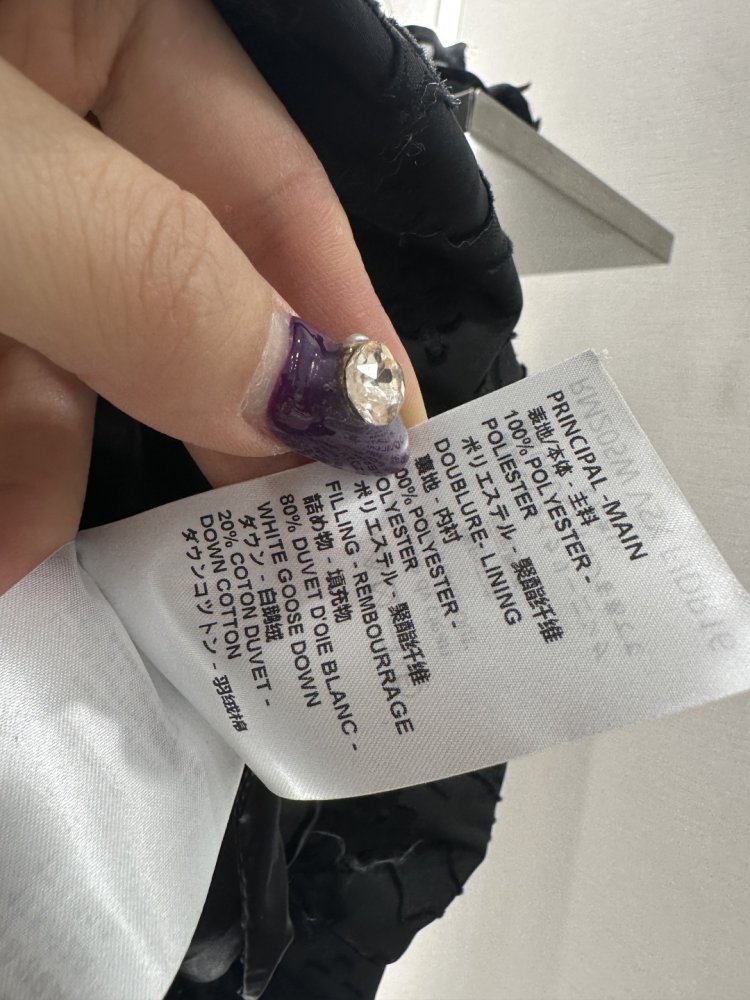 PRINCIPAL -MAIN
表地/本体 - 主料
100% POLYESTER -
POLIESTER
ポリエステル - 聚酯纤维
DOUBLURE- LINING
裏地 - 内衬
00% POLYESTER -
OLYESTER
ポリエステル - 聚酯纤维
FILLING - REMBOURRAGE
詰め物 - 填充物
80% DUVET D'OIE BLANC -
WHITE GOOSE DOWN
ダウン - 白鹅绒
20% COTON DUVET -
DOWN COTTON
ダウンコットン - 羽绒棉